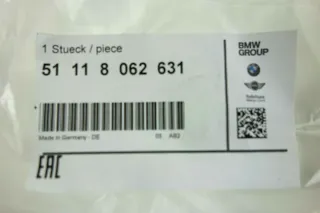 1 Stueck / piece
51 11 8 062 631
Made in Germany - DE
EAC
BMW
GROUP